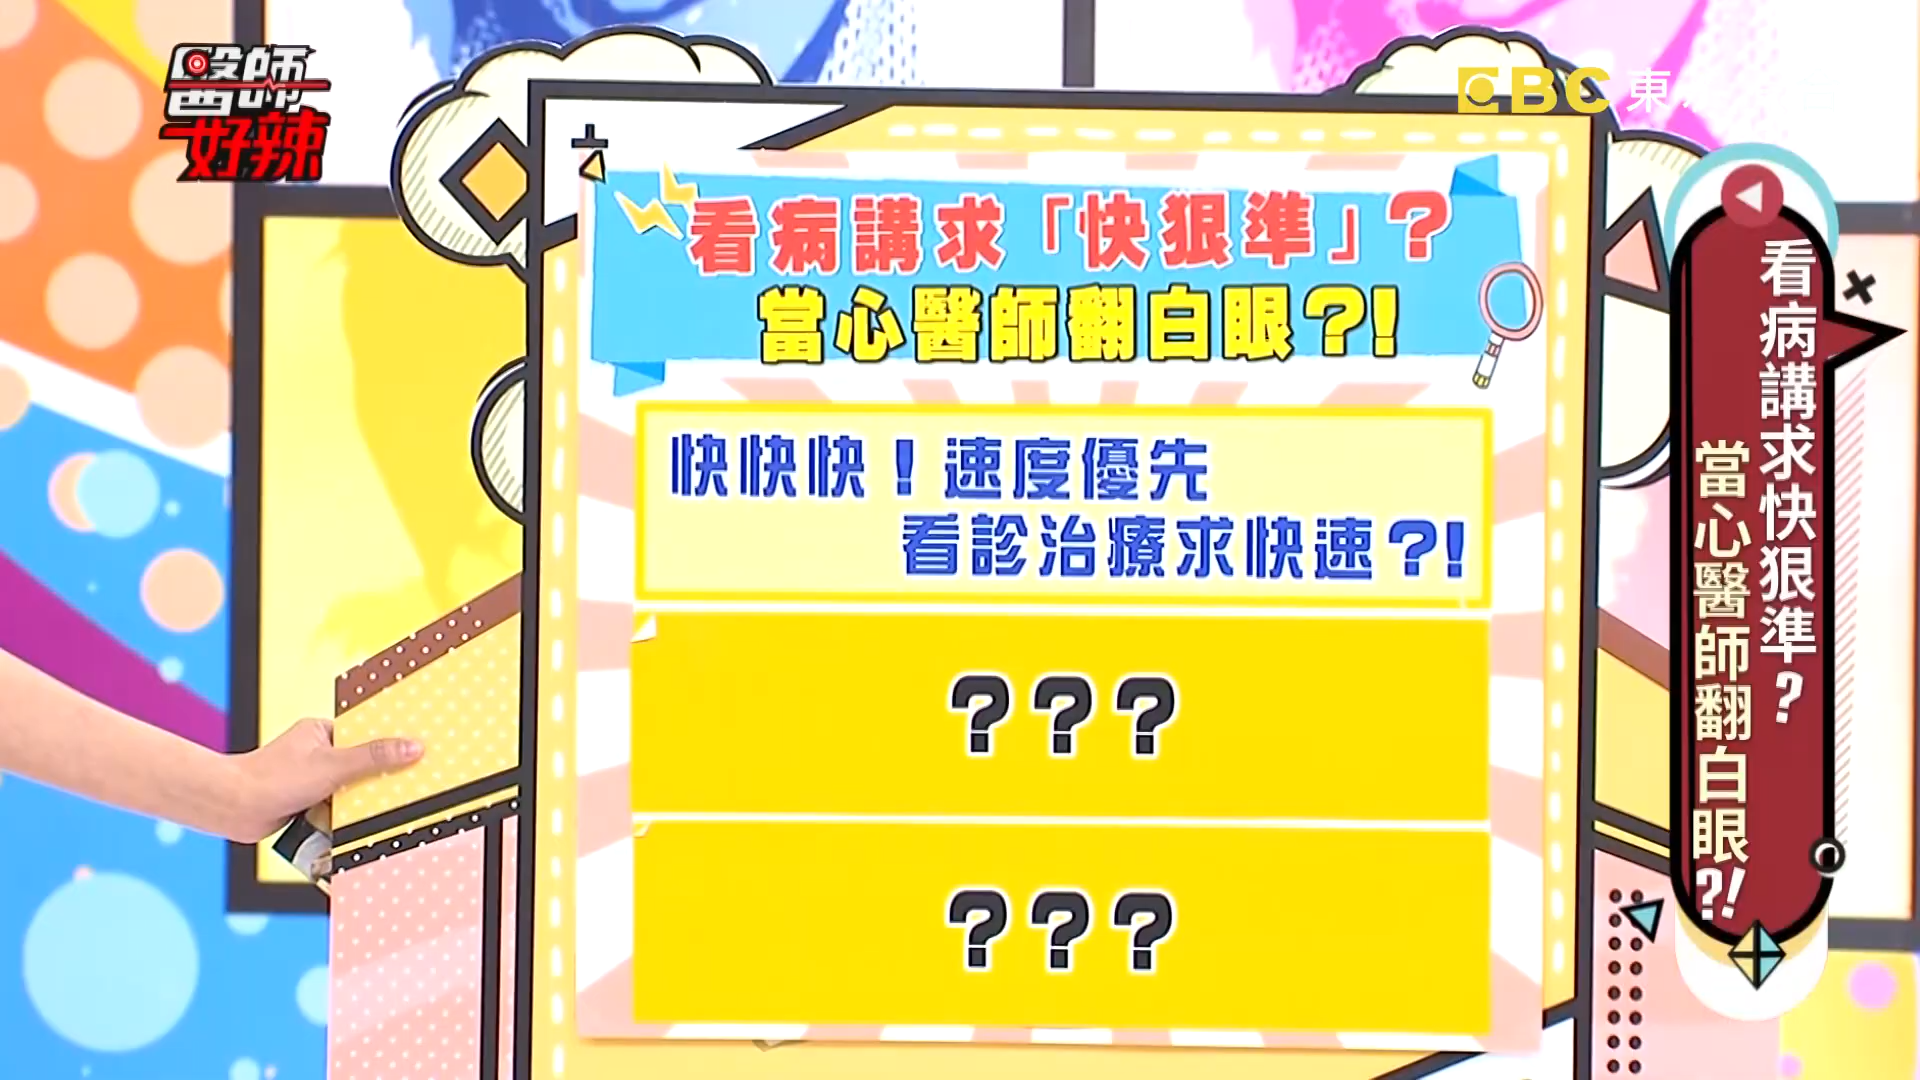 醫師
好辣
EBC 東
看病講求「快狠準」?
當心醫師翻白眼?!
快快快!速度優先
看診治療求快速?!
???
???
看病講求快狠準?
當心醫師翻白眼?!